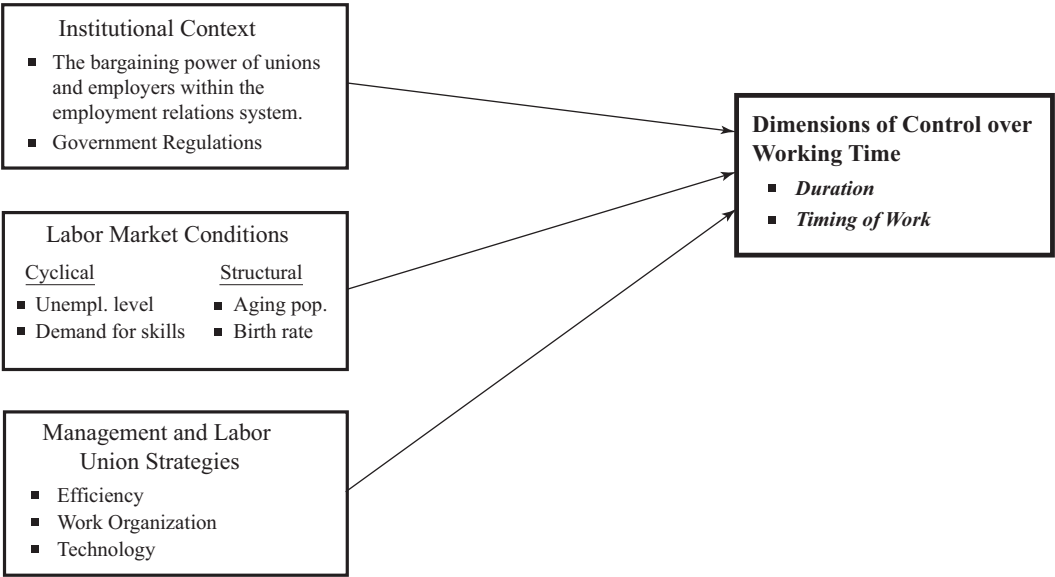 Institutional Context
▪ The bargaining power of unions
and employers within the
employment relations system.
▪ Government Regulations
Labor Market Conditions
Cyclical
▪ Unempl. level
▪ Demand for skills
Structural
▪ Aging pop.
▪ Birth rate
Management and Labor
Union Strategies
▪ Efficiency
▪ Work Organization
▪ Technology
Dimensions of Control over
Working Time
▪ Duration
▪ Timing of Work